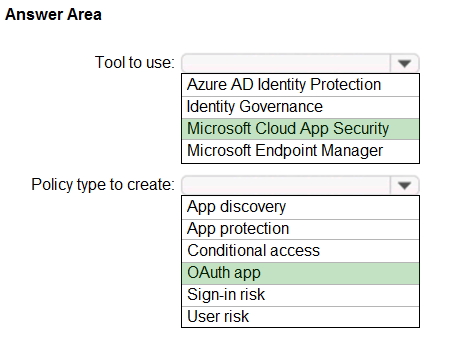 Answer Area
Tool to use:
Azure AD Identity Protection
Identity Governance
Microsoft Cloud App Security
Microsoft Endpoint Manager
Policy type to create:
App discovery
App protection
Conditional access
OAuth app
Sign-in risk
User risk